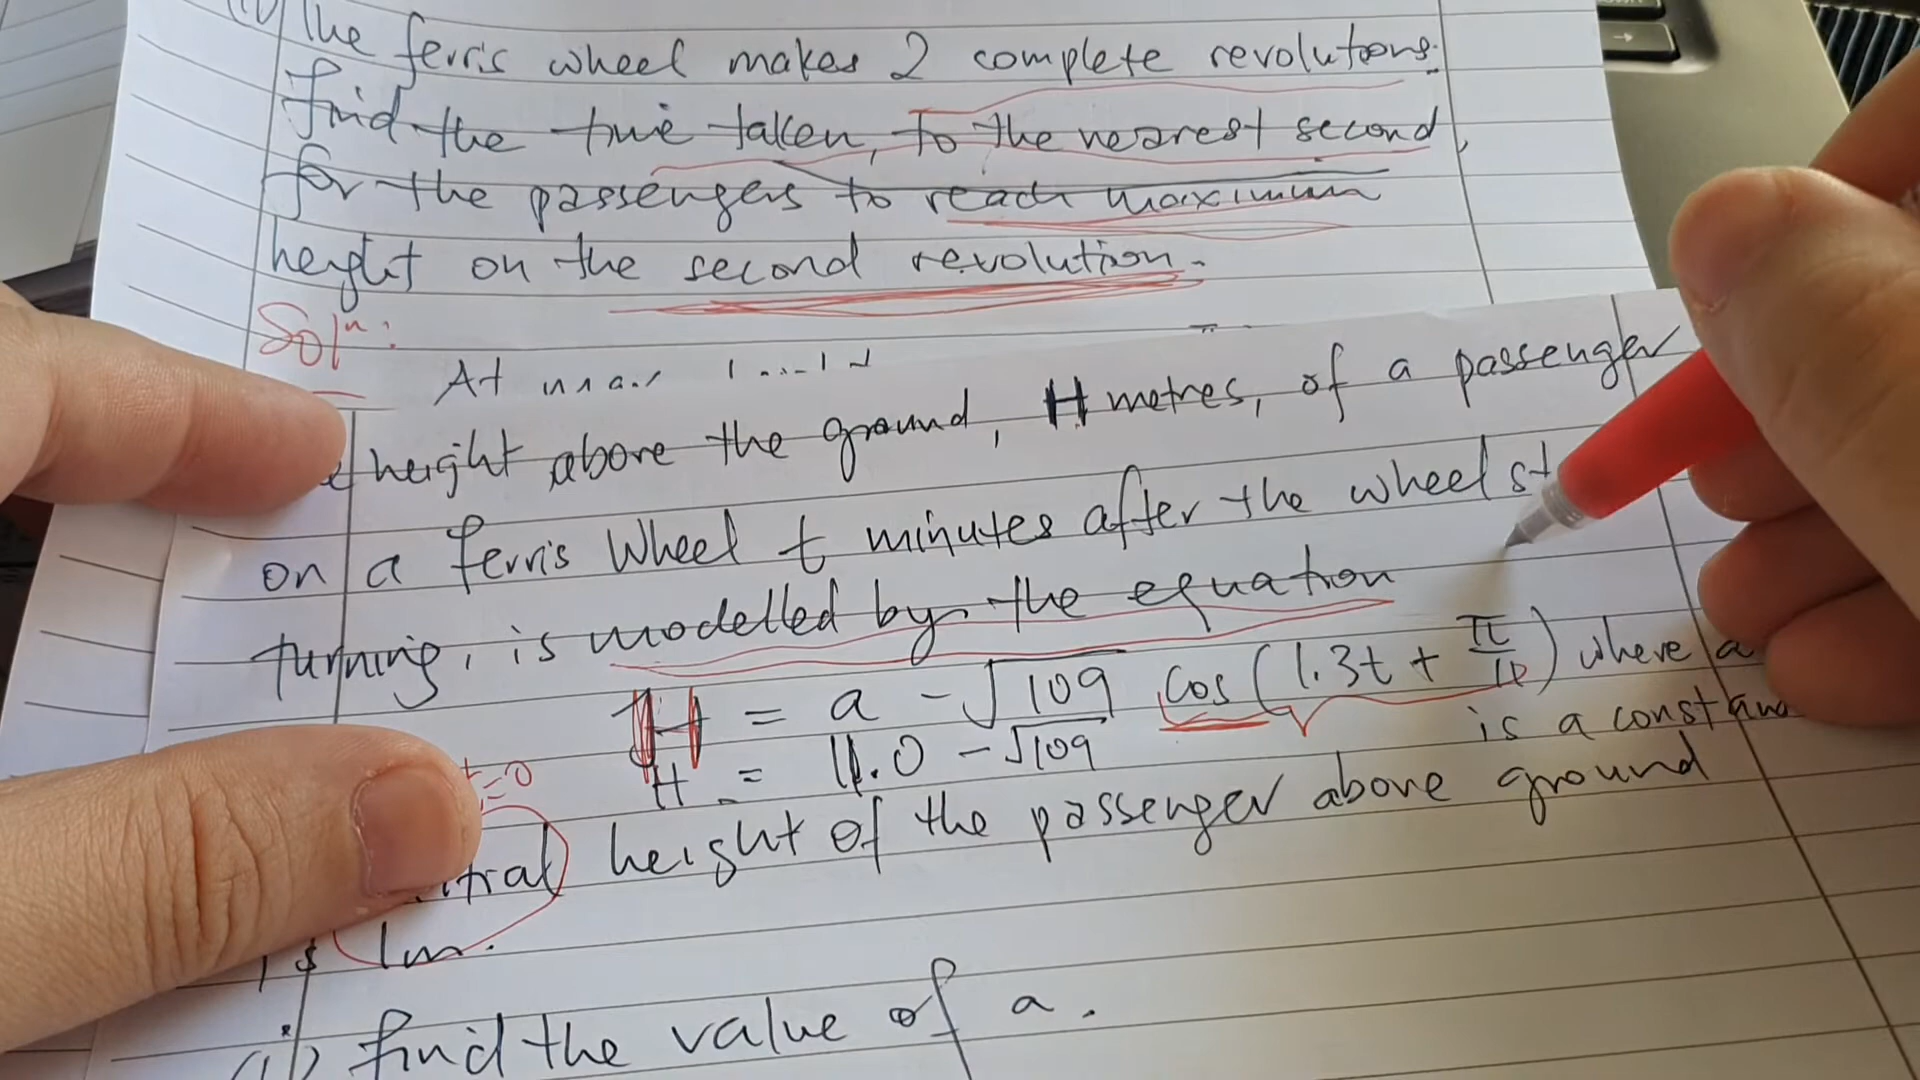 The ferris wheel makes 2 complete revolutions.
Find the time taken, to the nearest second,
for the passengers to reach maximum
height on the second revolution.
Solⁿ:
At
height above the ground, H metres, of a passenger
on a ferris Wheel t minutes after the wheel st
turning, is modelled by the equation
H = a - √109 cos (1.3t + π/10) where a
is a constant
H = 11.0 - √109
t=0
height of the passenger above ground
is 1m.
(i) find the value of a.